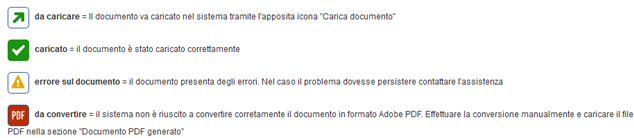 da caricare = Il documento va caricato nel sistema tramite l'apposita icona "Carica documento"
caricato = il documento è stato caricato correttamente
errore sul documento = il documento presenta degli errori. Nel caso il problema dovesse persistere contattare l'assistenza
PDF da convertire = il sistema non è riuscito a convertire corretamente il documento in formato Adobe PDF. Effettuare la conversione manualmente e caricare il file
PDF nella sezione "Documento PDF generato"